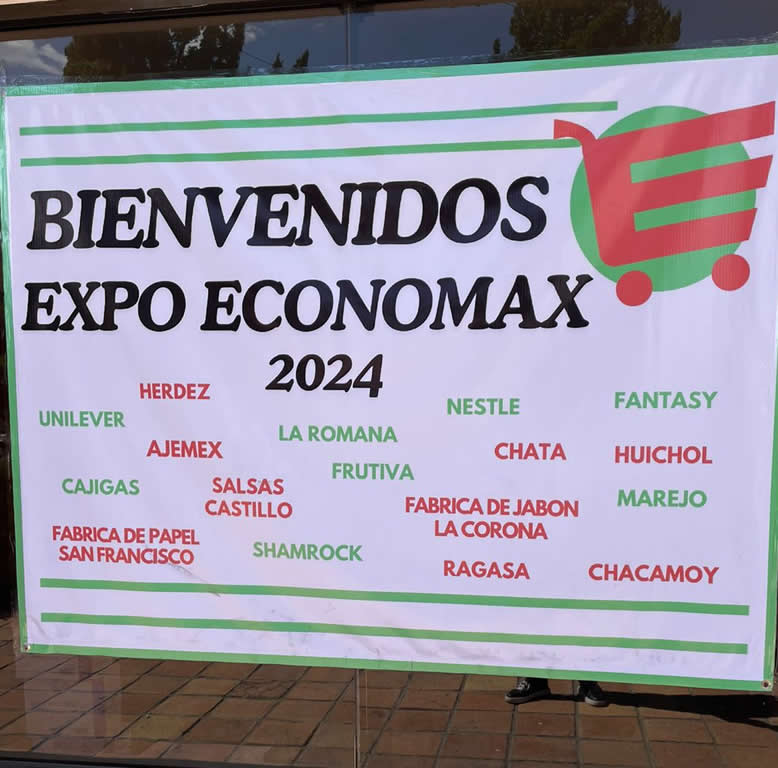 BIENVENIDOS
EXPO ECONOMAX
2024
HERDEZ
UNILEVER
NESTLE
FANTASY
LA ROMANA
AJEMEX
CHATA
HUICHOL
FRUTIVA
CAJIGAS
SALSAS
CASTILLO
FABRICA DE JABON
LA CORONA
MAREJO
FABRICA DE PAPEL
SAN FRANCISCO
SHAMROCK
RAGASA
CHACAMOY